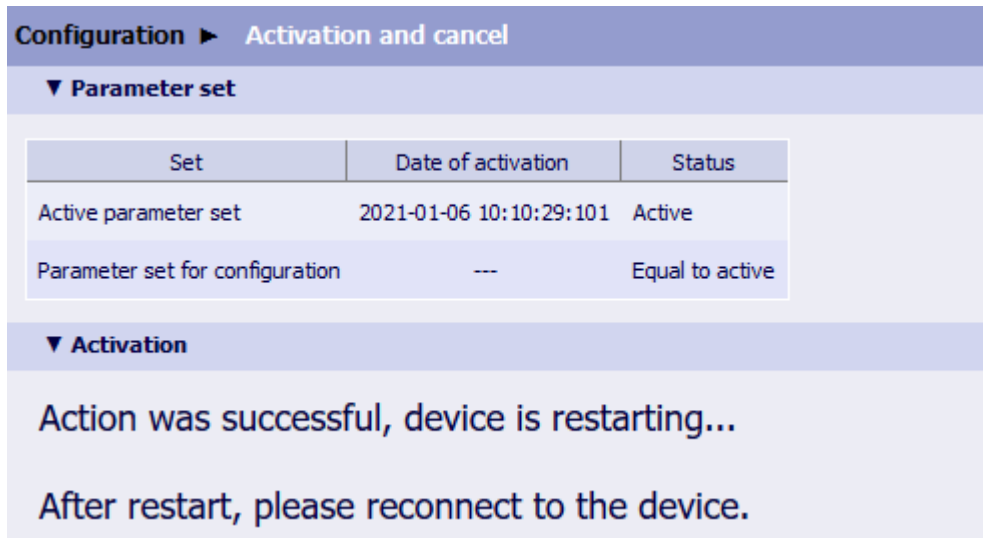 Configuration ► Activation and cancel
▼ Parameter set
Set Date of activation Status
Active parameter set 2021-01-06 10:10:29:101 Active
Parameter set for configuration --- Equal to active
▼ Activation
Action was successful, device is restarting...
After restart, please reconnect to the device.